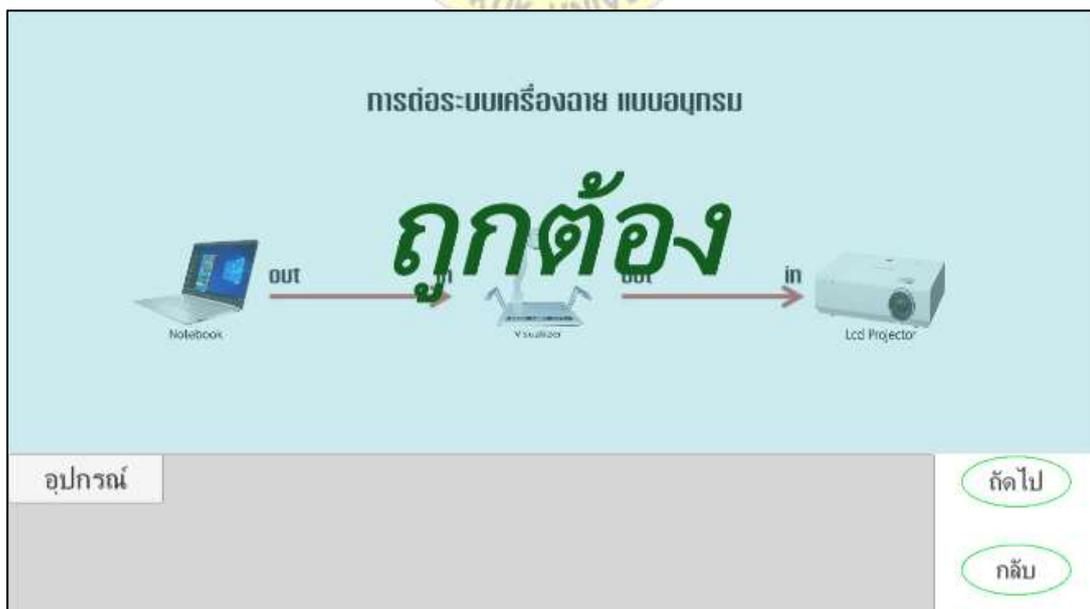 การต่อระบบเครื่องฉาย แบบอนุกรม
ถูกต้อง
out in out in
Notebook Visualizer Lcd Projector
อุปกรณ์
ถัดไป
กลับ